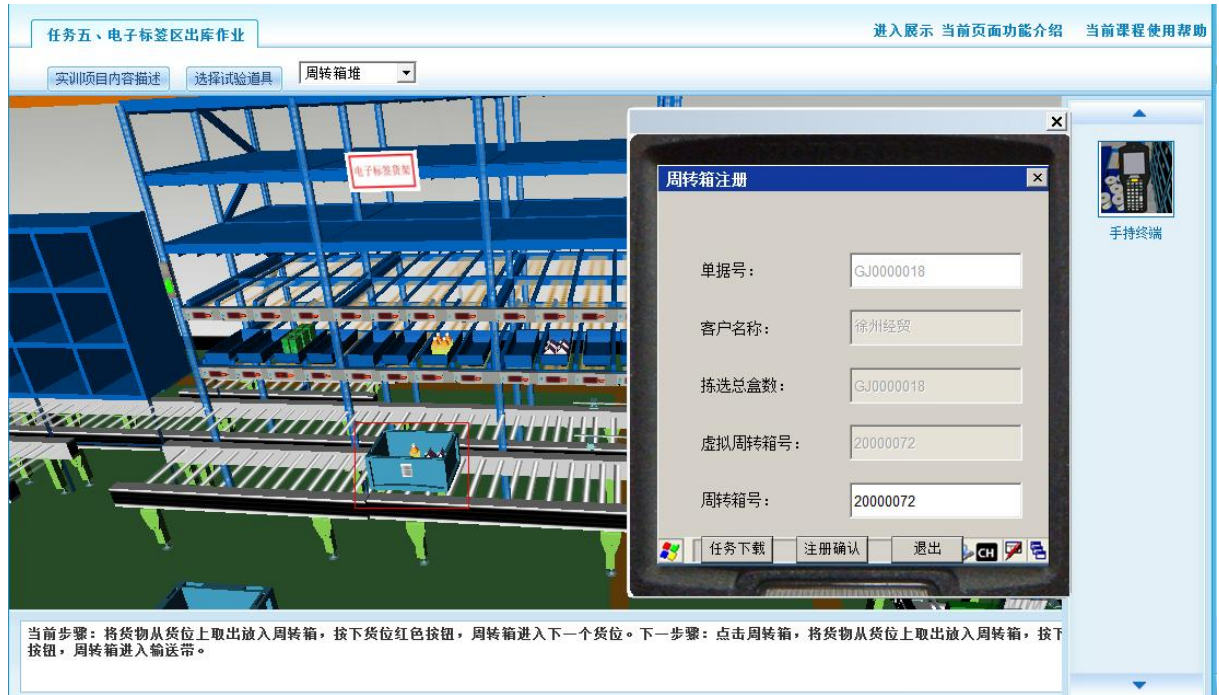 任务五、电子标签区出库作业
进入展示 当前页面功能介绍 当前课程使用帮助
实训项目内容描述 选择试验道具 周转箱堆
电子标签货架
周转箱注册
单据号： GJ0000018
客户名称： 徐州经贸
拣选总盒数： GJ0000018
虚拟周转箱号： 20000072
周转箱号： 20000072
任务下载 注册确认 退出 CH
手持终端
当前步骤：将货物从货位上取出放入周转箱，按下货位红色按钮，周转箱进入下一个货位。下一步骤：点击周转箱，将货物从货位上取出放入周转箱，按下
按钮，周转箱进入输送带。